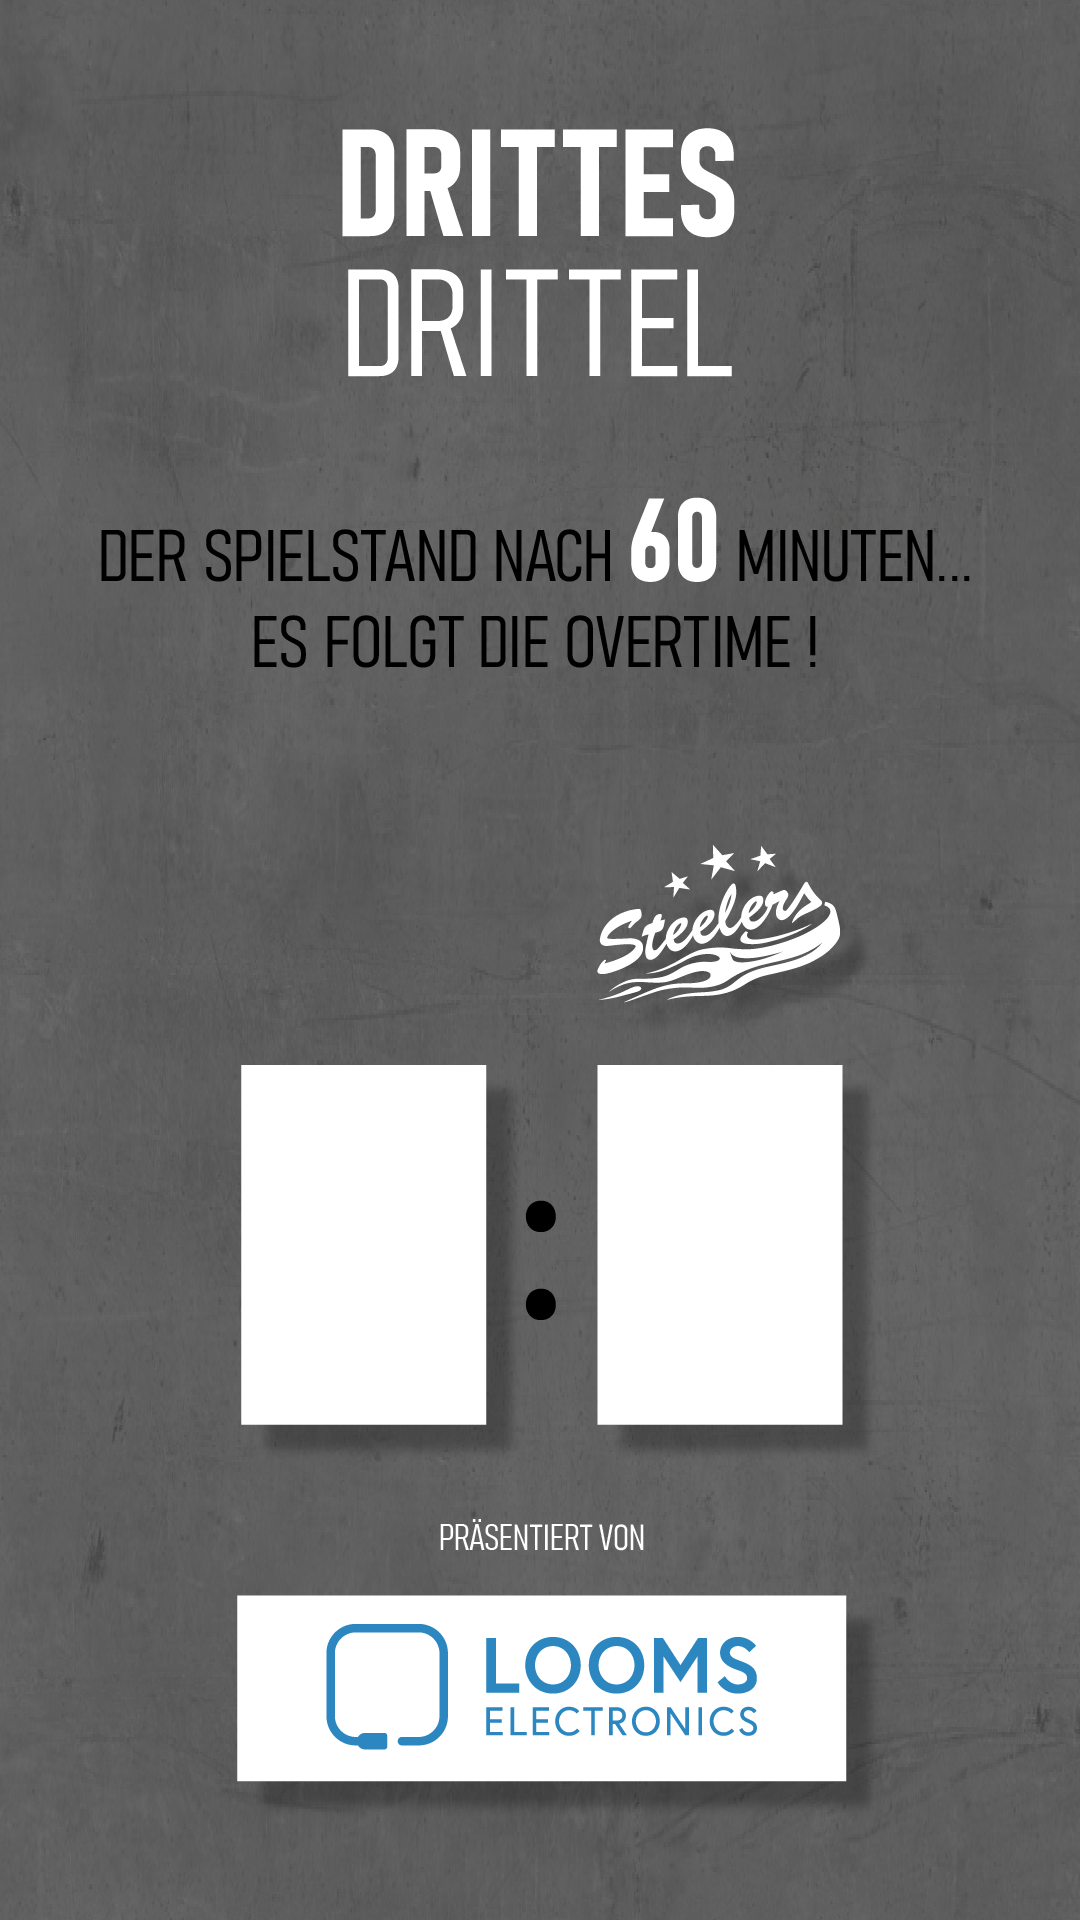 DRITTES
DRITTEL
DER SPIELSTAND NACH 60 MINUTEN...
ES FOLGT DIE OVERTIME !
Steelers
:
PRÄSENTIERT VON
LOOMS
ELECTRONICS